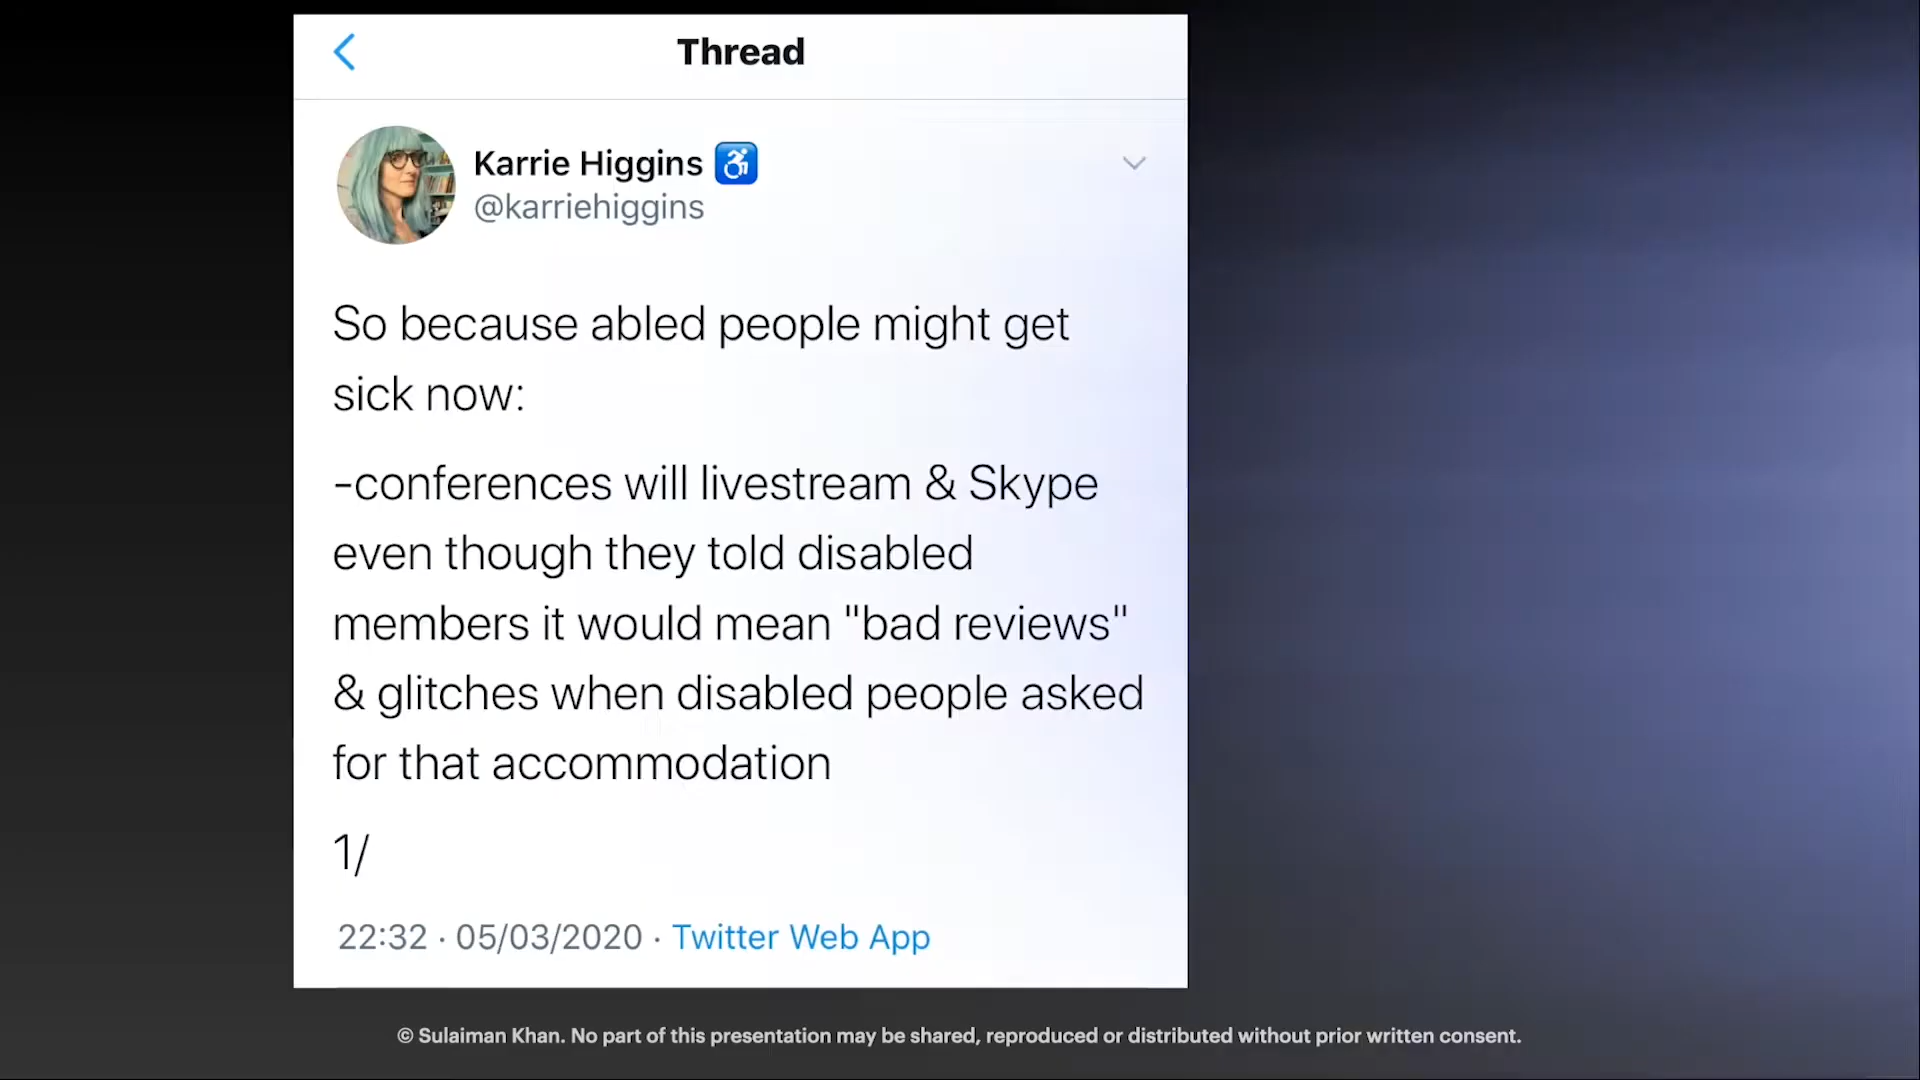 Thread
Karrie Higgins ♿
@karriehiggins
So because abled people might get
sick now:
-conferences will livestream & Skype
even though they told disabled
members it would mean "bad reviews"
& glitches when disabled people asked
for that accommodation
1/
22:32 · 05/03/2020 · Twitter Web App
© Sulaiman Khan. No part of this presentation may be shared, reproduced or distributed without prior written consent.